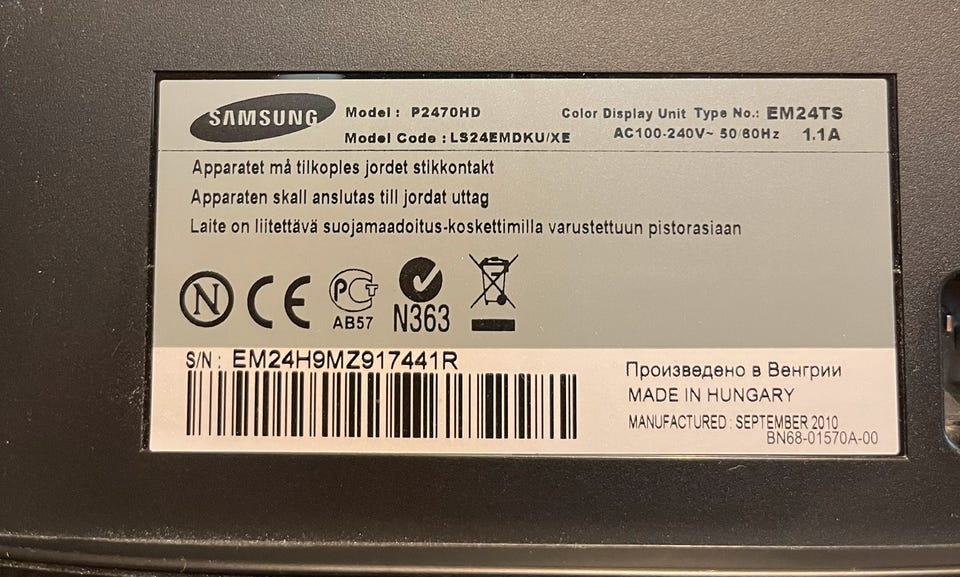 SAMSUNG
Model : P2470HD
Model Code : LS24EMDKU/XE
Color Display Unit Type No.: EM24TS
AC100-240V~ 50/60Hz 1.1A
Apparatet må tilkoples jordet stikkontakt
Apparaten skall anslutas till jordat uttag
Laite on liitettävä suojamaadoitus-koskettimilla varustettuun pistorasiaan
N
CE
РСТ
AB57
N363
S/N : EM24H9MZ917441R
Произведено в Венгрии
MADE IN HUNGARY
MANUFACTURED : SEPTEMBER 2010
BN68-01570A-00